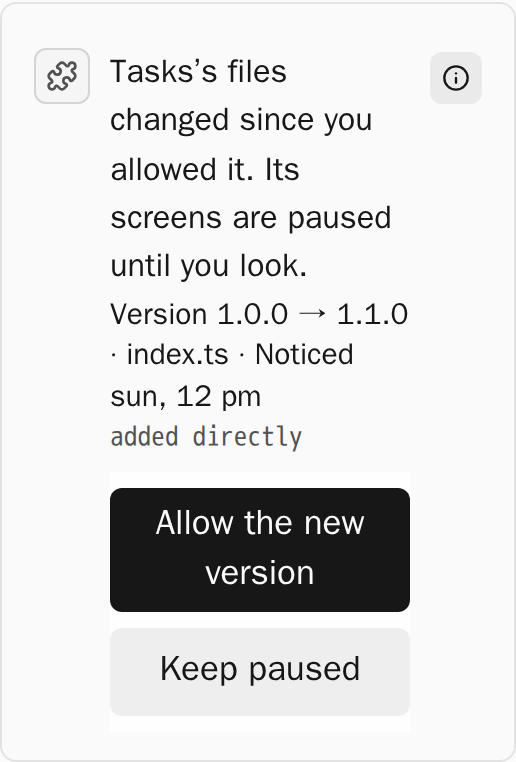 Tasks’s files
changed since you
allowed it. Its
screens are paused
until you look.
Version 1.0.0 → 1.1.0
· index.ts · Noticed
sun, 12 pm
added directly
Allow the new
version
Keep paused